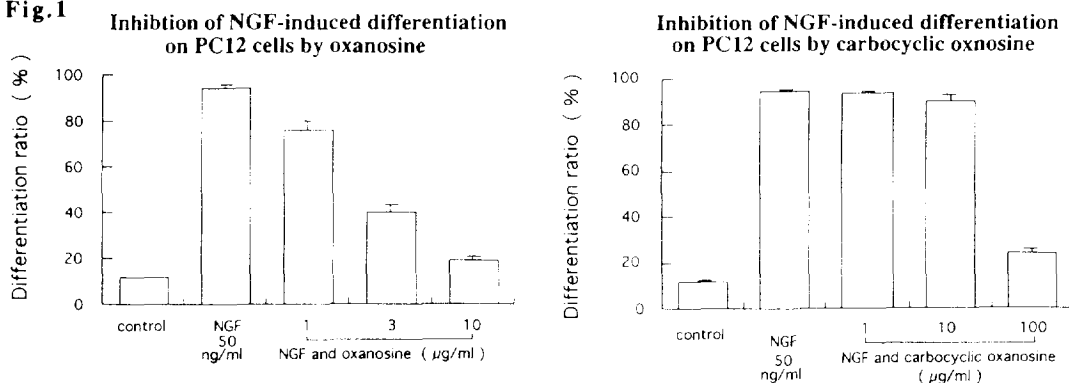 Fig.1
Inhibtion of NGF-induced differentiation
on PC12 cells by oxanosine
Differentiation ratio ( % )
100
80
60
40
20
0
control
NGF
50
ng/ml
1
3
10
NGF and oxanosine ( µg/ml )
Inhibition of NGF-induced differentiation
on PC12 cells by carbocyclic oxnosine
Differentiation ratio ( % )
100
80
60
40
20
0
control
NGF
50
ng/ml
1
10
100
NGF and carbocyclic oxanosine
( µg/ml )